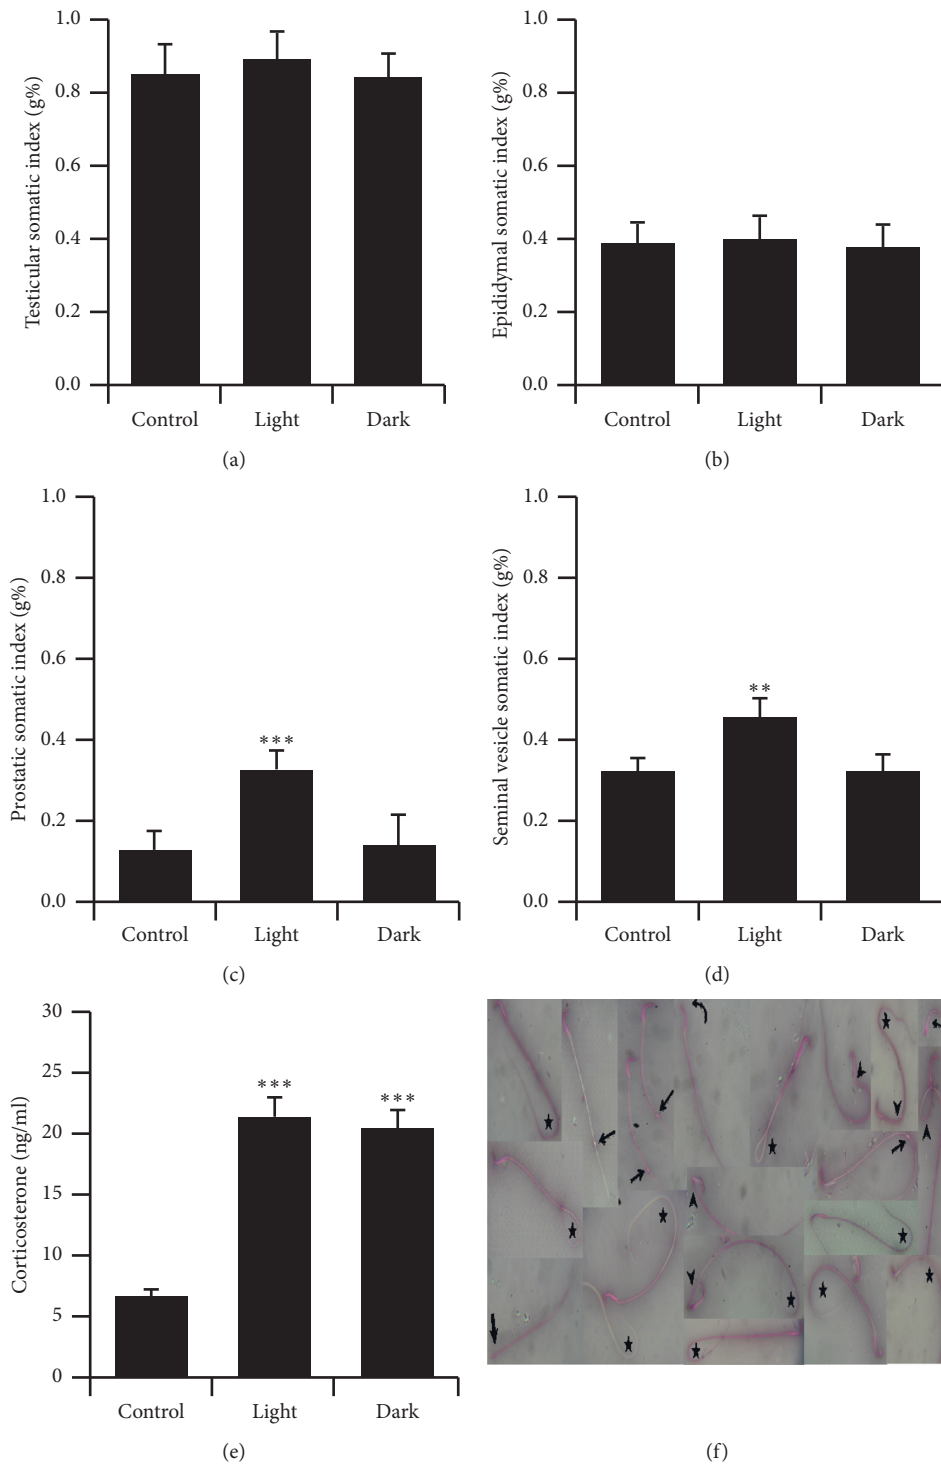 Testicular somatic index (g%)
1.0
0.8
0.6
0.4
0.2
0.0
Control Light Dark
(a)
Epididymal somatic index (g%)
1.0
0.8
0.6
0.4
0.2
0.0
Control Light Dark
(b)
Prostatic somatic index (g%)
1.0
0.8
0.6
0.4
0.2
0.0
***
Control Light Dark
(c)
Seminal vesicle somatic index (g%)
1.0
0.8
0.6
0.4
0.2
0.0
**
Control Light Dark
(d)
Corticosterone (ng/ml)
30
25
20
15
10
5
0
***
***
Control Light Dark
(e)
(f)